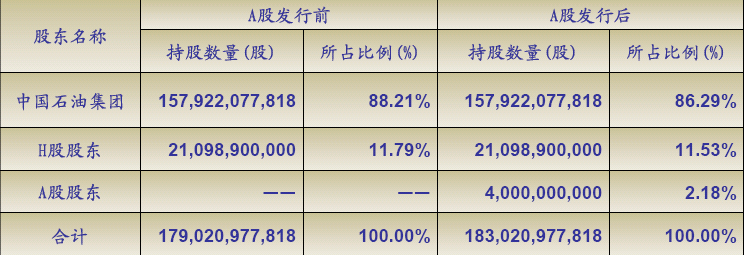 股东名称 A股发行前 A股发行后
持股数量(股) 所占比例(%) 持股数量(股) 所占比例(%)
中国石油集团 157,922,077,818 88.21% 157,922,077,818 86.29%
H股股东 21,098,900,000 11.79% 21,098,900,000 11.53%
A股股东 —— —— 4,000,000,000 2.18%
合计 179,020,977,818 100.00% 183,020,977,818 100.00%